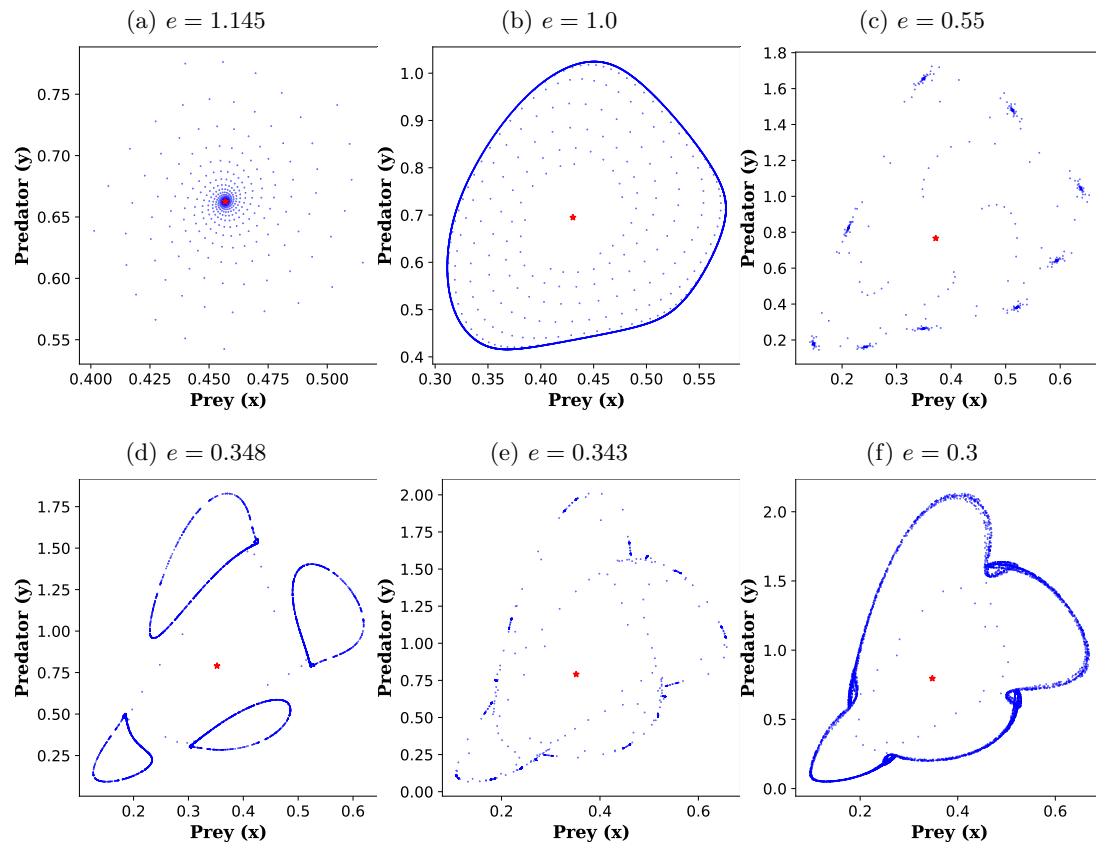 (a) e = 1.145
(b) e = 1.0
(c) e = 0.55
Predator (y)
0.75
0.70
0.65
0.60
0.55
0.400 0.425 0.450 0.475 0.500
Prey (x)
Predator (y)
1.0
0.9
0.8
0.7
0.6
0.5
0.4
0.30 0.35 0.40 0.45 0.50 0.55
Prey (x)
Predator (y)
1.8
1.6
1.4
1.2
1.0
0.8
0.6
0.4
0.2
0.2 0.3 0.4 0.5 0.6
Prey (x)
(d) e = 0.348
(e) e = 0.343
(f) e = 0.3
Predator (y)
1.75
1.50
1.25
1.00
0.75
0.50
0.25
0.2 0.3 0.4 0.5 0.6
Prey (x)
Predator (y)
2.00
1.75
1.50
1.25
1.00
0.75
0.50
0.25
0.00
0.2 0.4 0.6
Prey (x)
Predator (y)
2.0
1.5
1.0
0.5
0.0
0.2 0.4 0.6
Prey (x)